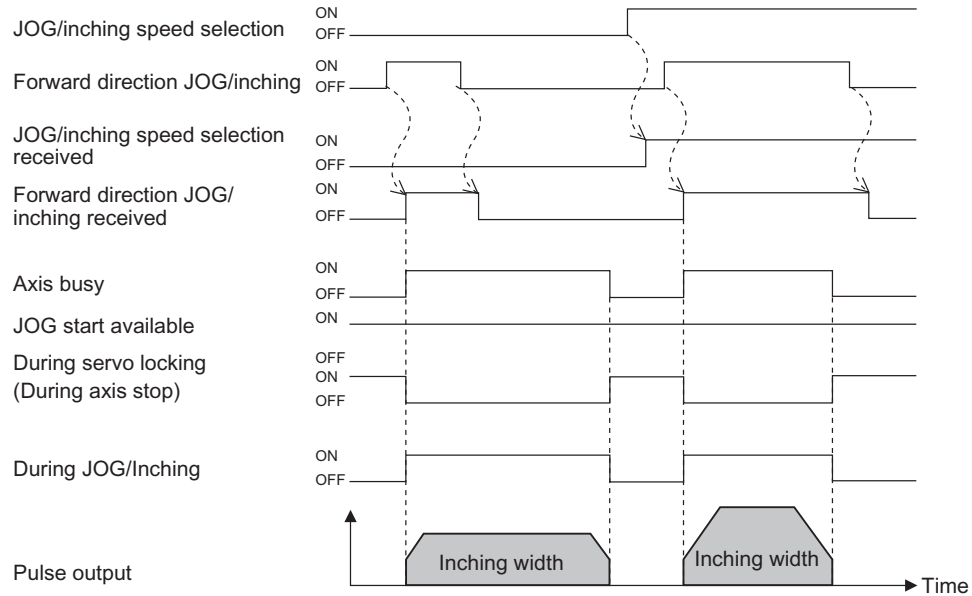 JOG/inching speed selection
ON
OFF
Forward direction JOG/inching
ON
OFF
JOG/inching speed selection
received
ON
OFF
Forward direction JOG/
inching received
ON
OFF
Axis busy
ON
OFF
JOG start available
ON
OFF
During servo locking
(During axis stop)
ON
OFF
During JOG/Inching
ON
OFF
Pulse output
Inching width
Inching width
Time